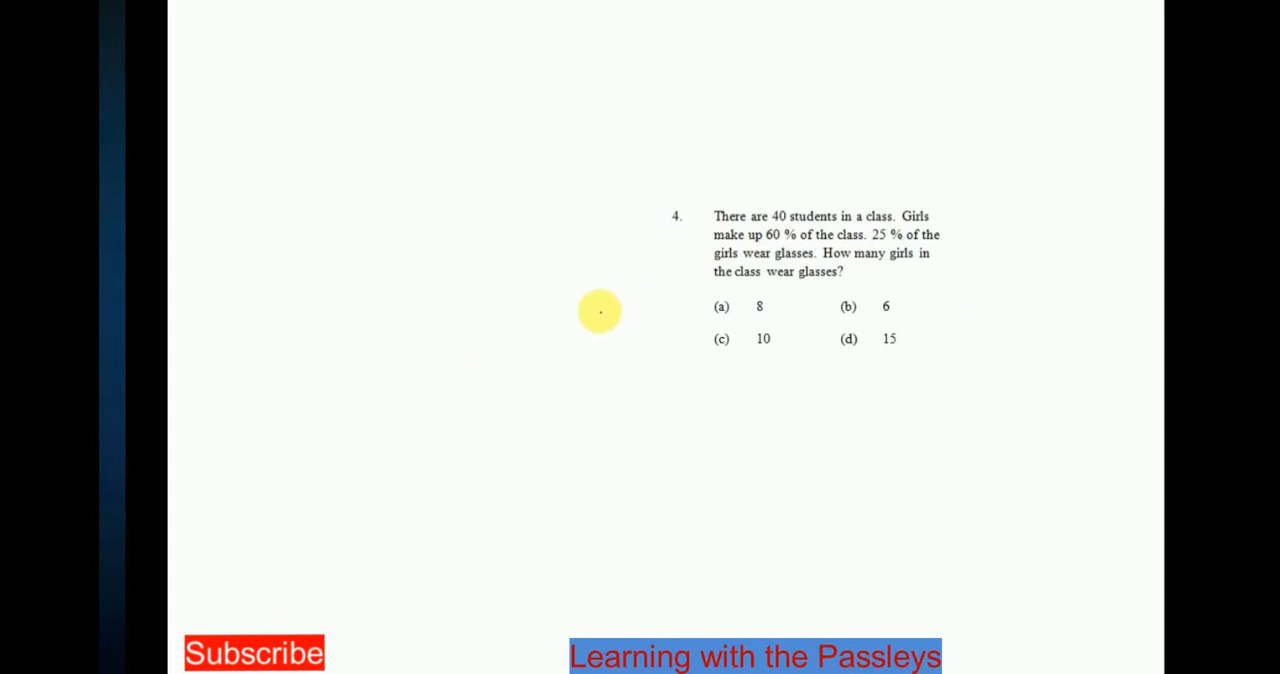 4. There are 40 students in a class. Girls
make up 60 % of the class. 25 % of the
girls wear glasses. How many girls in
the class wear glasses?
(a) 8 (b) 6
(c) 10 (d) 15
Subscribe
Learning with the Passleys